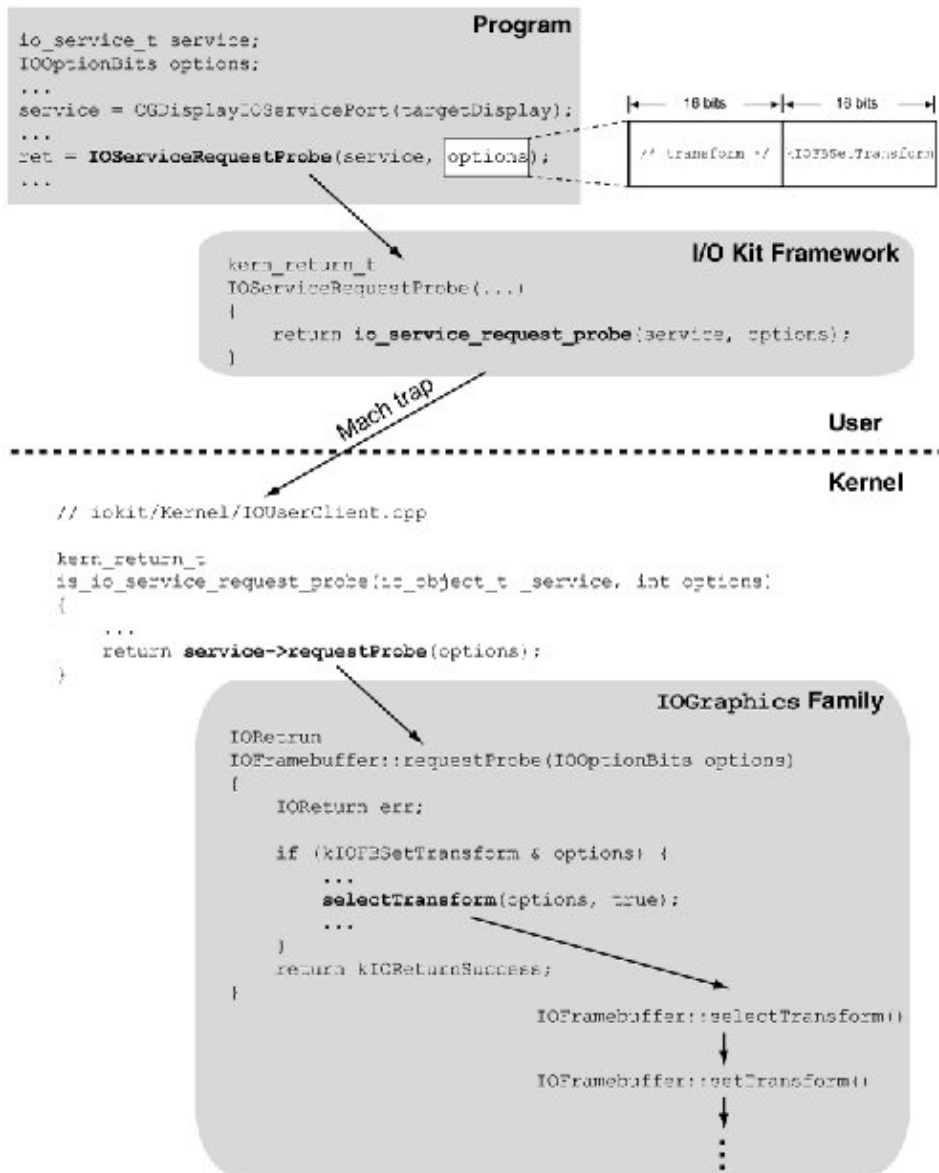 Program
io_service_t service;
IOOptionBits options;
...
service = CGDisplayIOServicePort(targetDisplay);
...
ret = IOServiceRequestProbe(service, options);
...
16 bits
16 bits
/* transform */
kIOFBSetTransform
I/O Kit Framework
kern_return_t
IOServiceRequestProbe(...)
{
return io_service_request_probe(service, options);
}
Mach trap
User
Kernel
// iokit/Kernel/IOUserClient.cpp
kern_return_t
is_io_service_request_probe(io_object_t _service, int options)
{
...
return service->requestProbe(options);
}
IOGraphics Family
IORetrun
IOFramebuffer::requestProbe(IOOptionBits options)
{
IOReturn err;
if (kIOFBSetTransform & options) {
...
selectTransform(options, true);
...
}
return kIOReturnSuccess;
}
IOFramebuffer::selectTransform()
IOFramebuffer::setTransform()